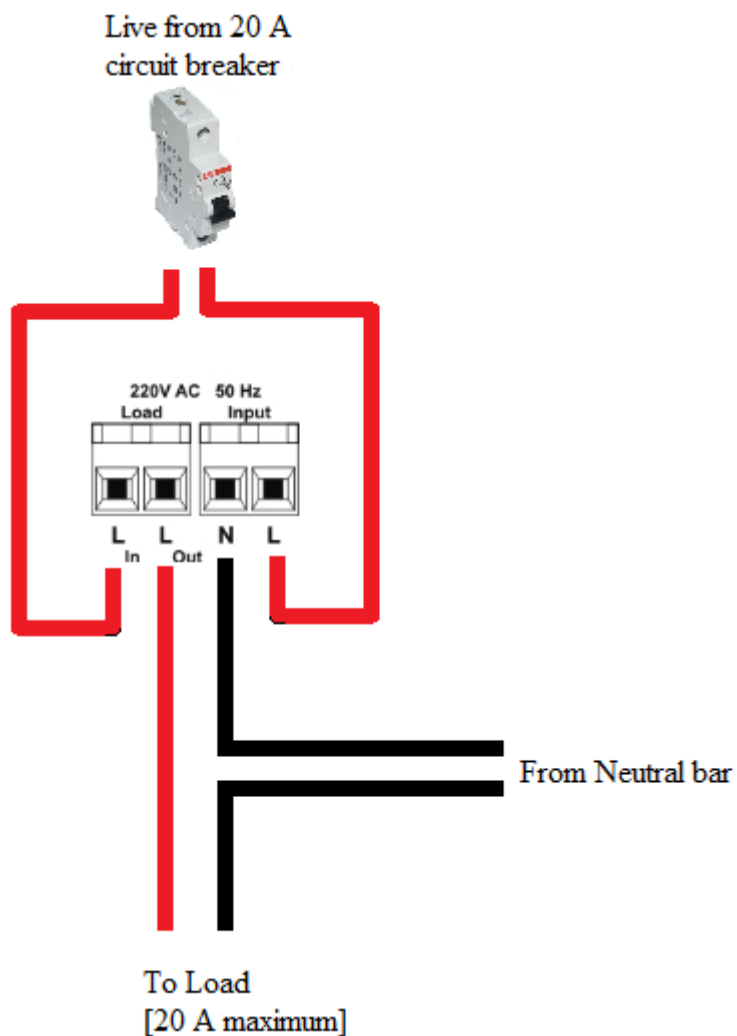 Live from 20 A
circuit breaker
220V AC 50 Hz
Load Input
L L N L
In Out
From Neutral bar
To Load
[20 A maximum]